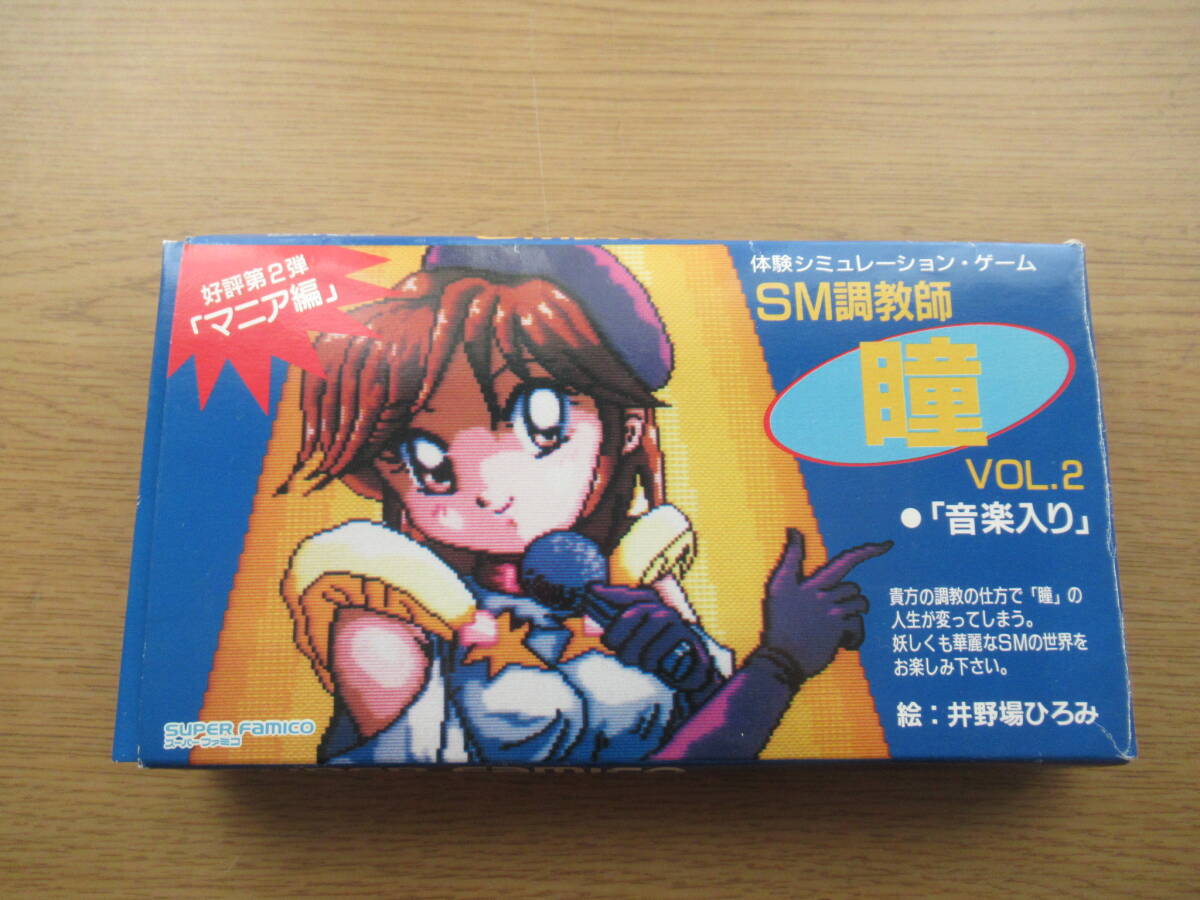 好評第2弾
「マニア編」
体験シミュレーション・ゲーム
SM調教師
瞳
VOL.2
●「音楽入り」
貴方の調教の仕方で「瞳」の
人生が変ってしまう。
妖しくも華麗なSMの世界を
お楽しみ下さい。
絵：井野場ひろみ
SUPER FAMICO
スーパーファミコ